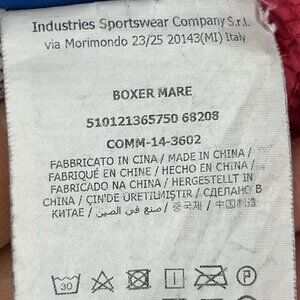 Industries Sportswear Company S.r.l.
via Morimondo 23/25 20143(MI) Italy
BOXER MARE
510121365750 68208
COMM-14-3602
FABBRICATO IN CINA / MADE IN CHINA /
FABRIQUÉ EN CHINE / HECHO EN CHINA /
FABRICADO NA CHINA / HERGESTELLT IN
CHINA / ÇİN'DE ÜRETİLMİŞTİR / СДЕЛАНО В
КИТАЕ / صنع في الصين / 중국제 / 中国制造
30
P